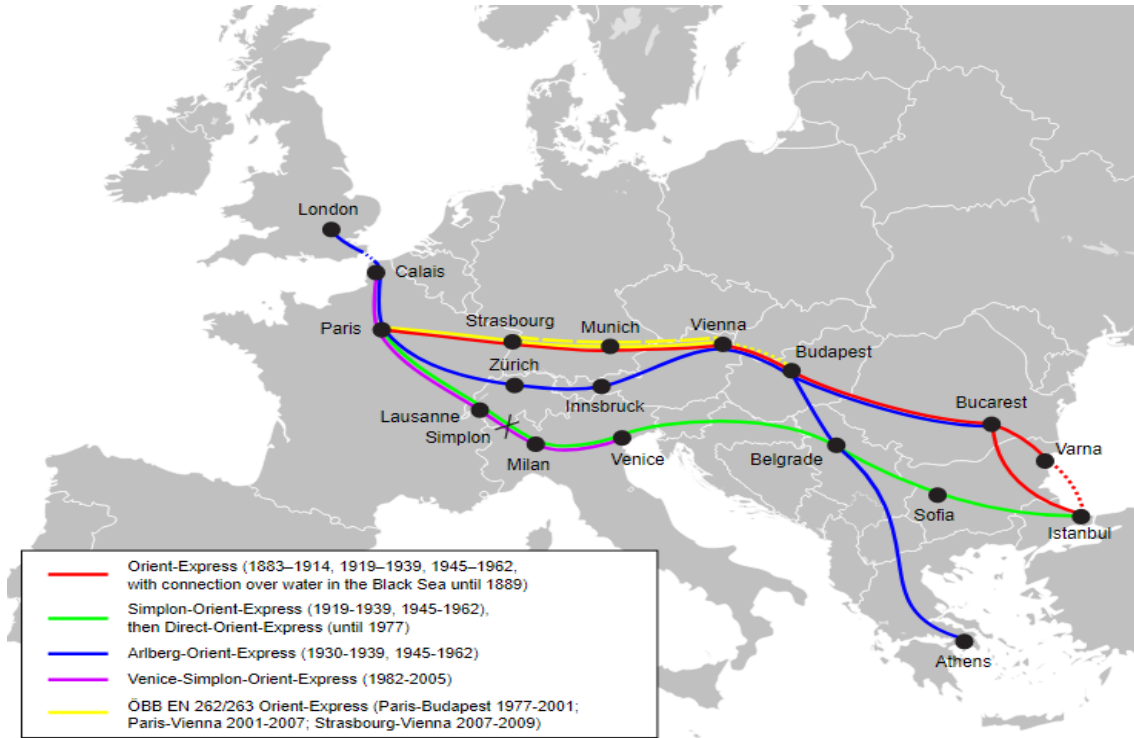 London
Calais
Paris
Strasbourg
Munich
Vienna
Budapest
Zürich
Innsbruck
Lausanne
Simplon
Milan
Venice
Belgrade
Bucarest
Varna
Sofia
Istanbul
Athens
Orient-Express (1883–1914, 1919–1939, 1945–1962,
with connection over water in the Black Sea until 1889)
Simplon-Orient-Express (1919-1939, 1945-1962),
then Direct-Orient-Express (until 1977)
Arlberg-Orient-Express (1930-1939, 1945-1962)
Venice-Simplon-Orient-Express (1982-2005)
ÖBB EN 262/263 Orient-Express (Paris-Budapest 1977-2001;
Paris-Vienna 2001-2007; Strasbourg-Vienna 2007-2009)